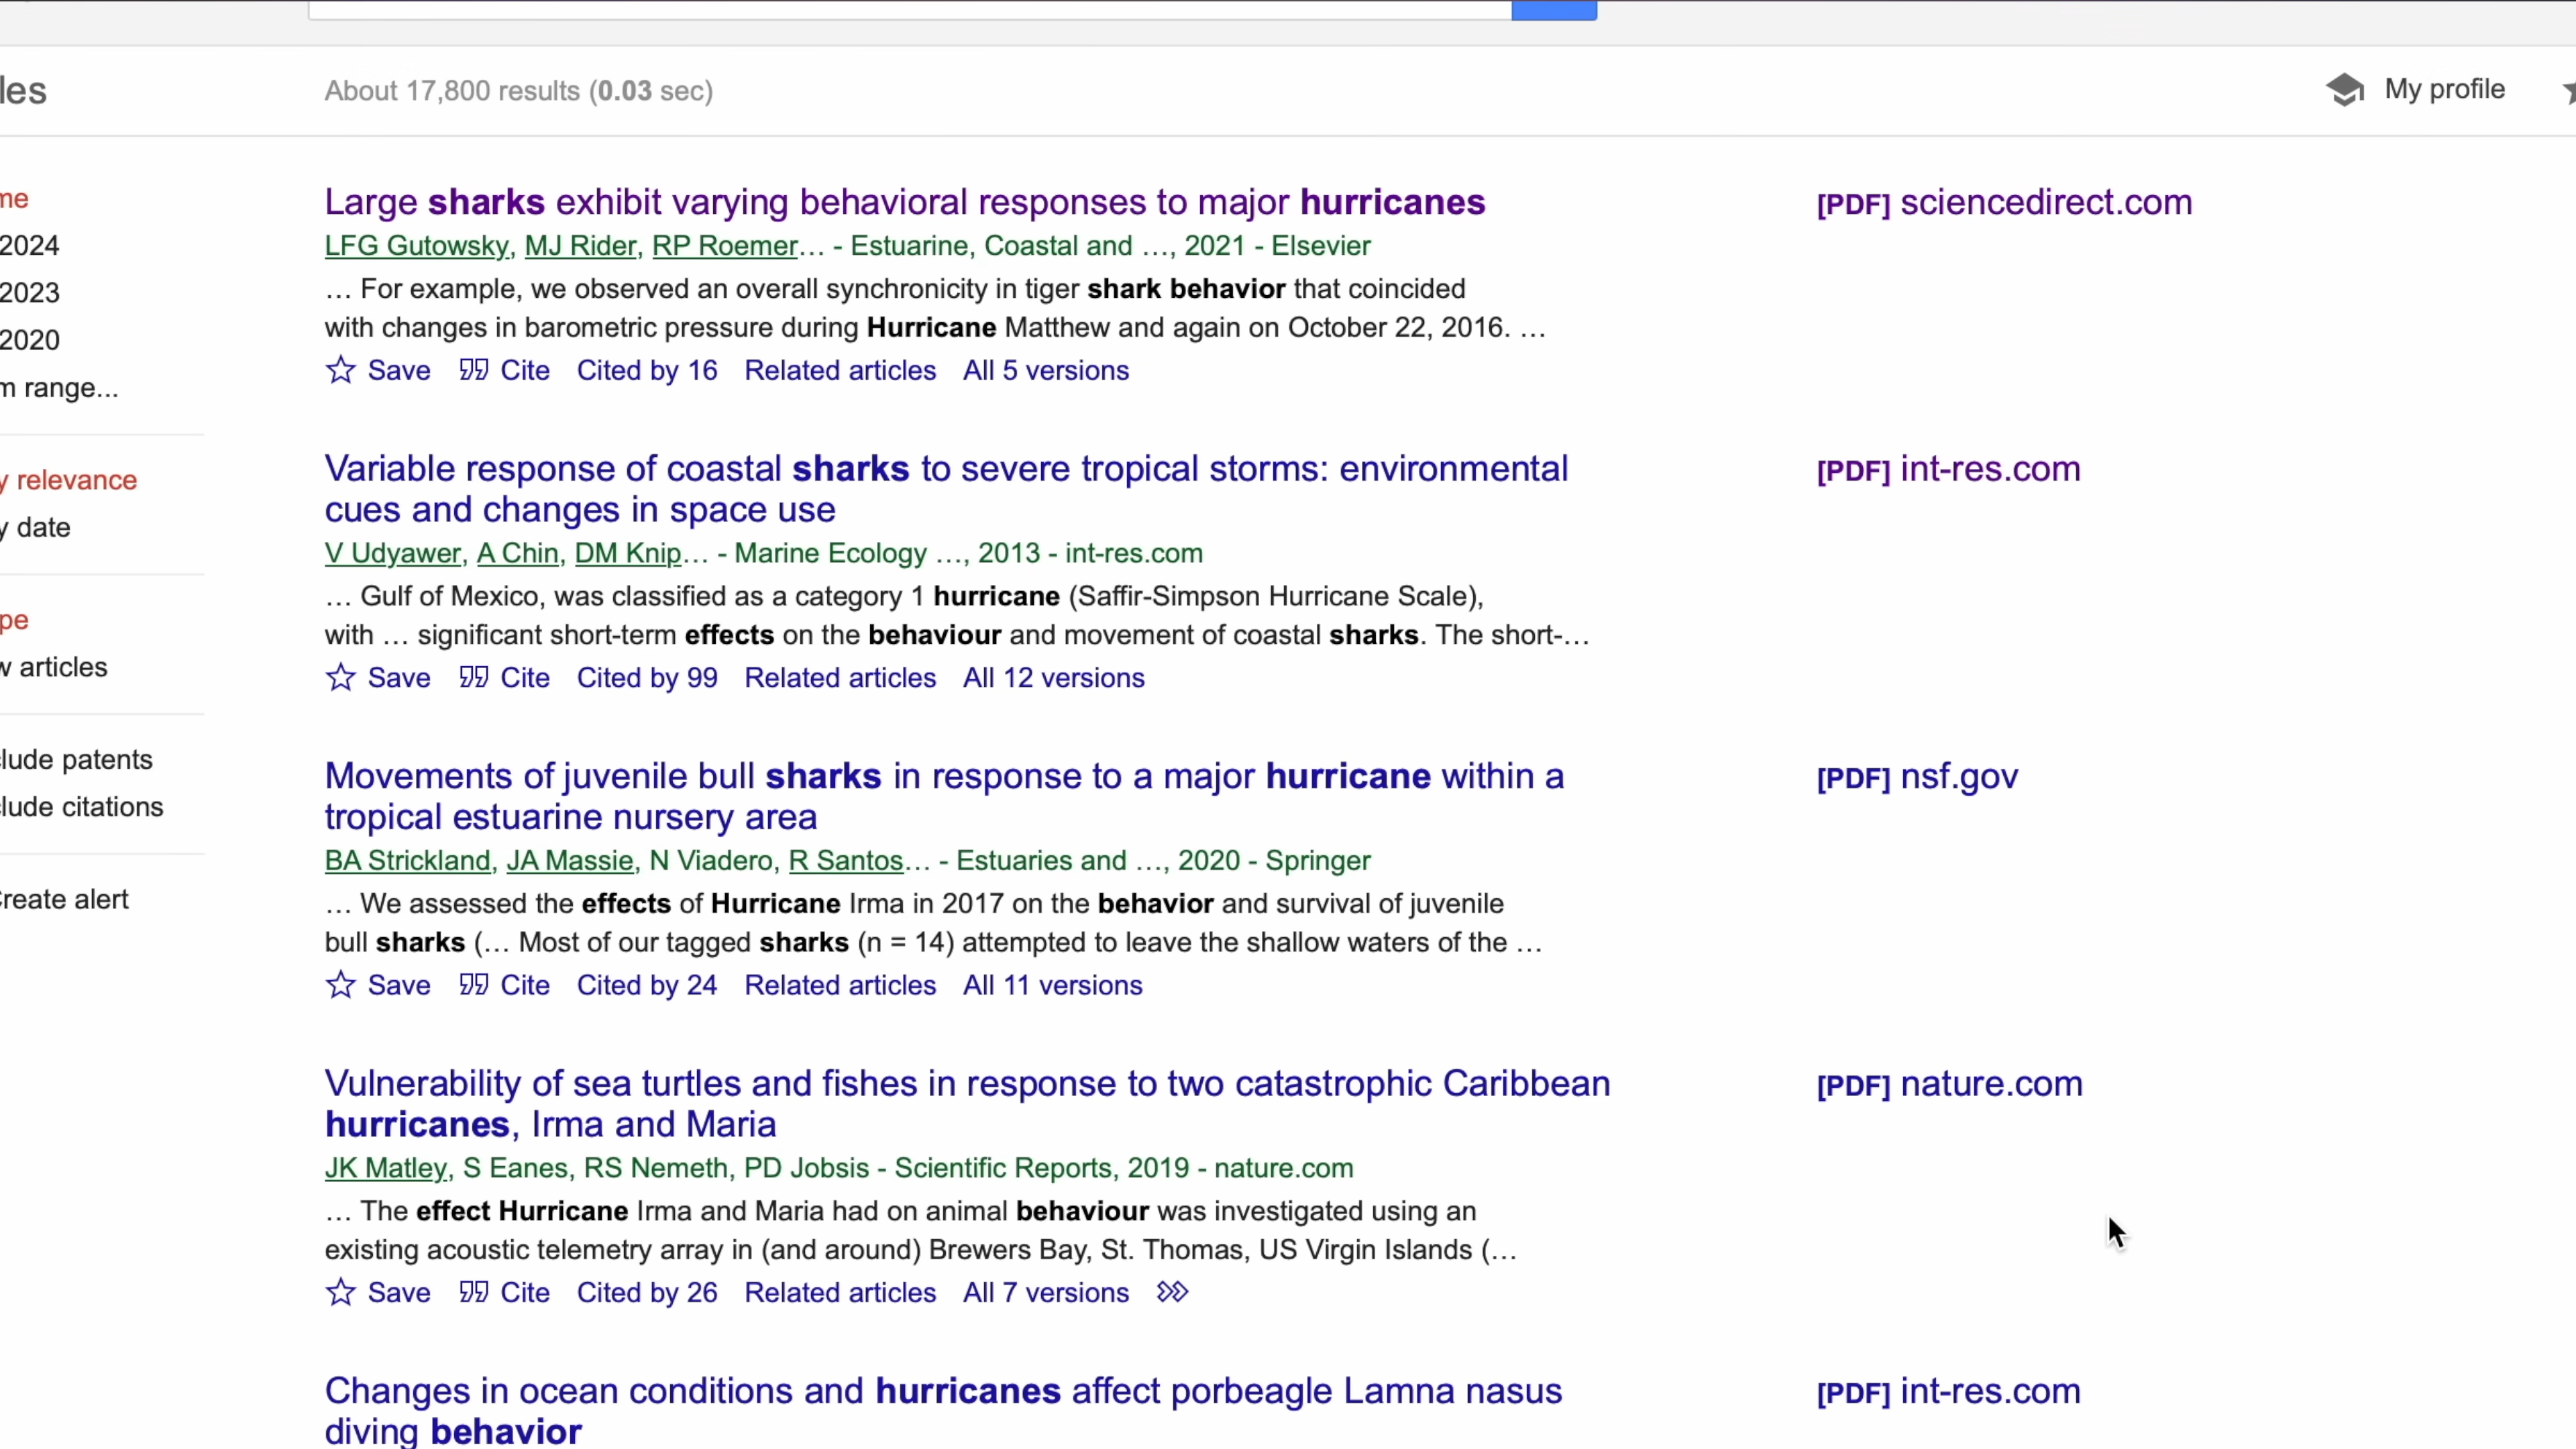 les
About 17,800 results (0.03 sec)
My profile
me
2024
2023
2020
m range...
y relevance
y date
pe
w articles
clude patents
clude citations
Create alert
Large sharks exhibit varying behavioral responses to major hurricanes
[PDF] sciencedirect.com
LFG Gutowsky, MJ Rider, RP Roemer… - Estuarine, Coastal and …, 2021 - Elsevier
… For example, we observed an overall synchronicity in tiger shark behavior that coincided
with changes in barometric pressure during Hurricane Matthew and again on October 22, 2016. …
Save Cite Cited by 16 Related articles All 5 versions
Variable response of coastal sharks to severe tropical storms: environmental
cues and changes in space use
[PDF] int-res.com
V Udyawer, A Chin, DM Knip… - Marine Ecology …, 2013 - int-res.com
… Gulf of Mexico, was classified as a category 1 hurricane (Saffir-Simpson Hurricane Scale),
with … significant short-term effects on the behaviour and movement of coastal sharks. The short-…
Save Cite Cited by 99 Related articles All 12 versions
Movements of juvenile bull sharks in response to a major hurricane within a
tropical estuarine nursery area
[PDF] nsf.gov
BA Strickland, JA Massie, N Viadero, R Santos… - Estuaries and …, 2020 - Springer
… We assessed the effects of Hurricane Irma in 2017 on the behavior and survival of juvenile
bull sharks (… Most of our tagged sharks (n = 14) attempted to leave the shallow waters of the …
Save Cite Cited by 24 Related articles All 11 versions
Vulnerability of sea turtles and fishes in response to two catastrophic Caribbean
hurricanes, Irma and Maria
[PDF] nature.com
JK Matley, S Eanes, RS Nemeth, PD Jobsis - Scientific Reports, 2019 - nature.com
… The effect Hurricane Irma and Maria had on animal behaviour was investigated using an
existing acoustic telemetry array in (and around) Brewers Bay, St. Thomas, US Virgin Islands (…
Save Cite Cited by 26 Related articles All 7 versions
Changes in ocean conditions and hurricanes affect porbeagle Lamna nasus
diving behavior
[PDF] int-res.com